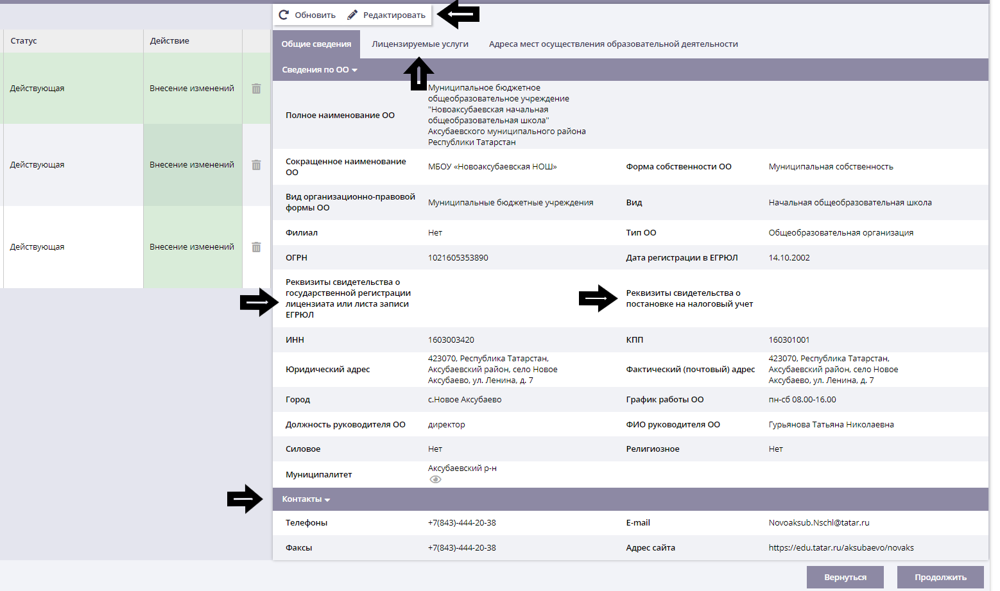 Обновить Редактировать
Статус Действие
Общие сведения Лицензируемые услуги Адреса мест осуществления образовательной деятельности
Сведения по ОО
Действующая Внесение изменений
Действующая Внесение изменений
Действующая Внесение изменений
Полное наименование ОО
Муниципальное бюджетное
общеобразовательное учреждение
"Новоаксубаевская начальная
общеобразовательная школа"
Аксубаевского муниципального района
Республики Татарстан
Сокращенное наименование
ОО
МБОУ «Новоаксубаевская НОШ»
Форма собственности ОО
Муниципальная собственность
Вид организационно-правовой
формы ОО
Муниципальные бюджетные учреждения
Вид
Начальная общеобразовательная школа
Филиал
Нет
Тип ОО
Общеобразовательная организация
ОГРН
1021605353890
Дата регистрации в ЕГРЮЛ
14.10.2002
Реквизиты свидетельства о
государственной регистрации
лицензиата или листа записи
ЕГРЮЛ
Реквизиты свидетельства о
постановке на налоговый учет
ИНН
1603003420
КПП
160301001
Юридический адрес
423070, Республика Татарстан,
Аксубаевский район, село Новое
Аксубаево, ул. Ленина, д. 7
Фактический (почтовый) адрес
423070, Республика Татарстан,
Аксубаевский район, село Новое
Аксубаево, ул. Ленина, д. 7
Город
с.Новое Аксубаево
График работы ОО
пн-сб 08.00-16.00
Должность руководителя ОО
директор
ФИО руководителя ОО
Гурьянова Татьяна Николаевна
Силовое
Нет
Религиозное
Нет
Муниципалитет
Аксубаевский р-н
Контакты
Телефоны
+7(843)-444-20-38
E-mail
Novoaksub.Nschl@tatar.ru
Факсы
+7(843)-444-20-38
Адрес сайта
https://edu.tatar.ru/aksubaevo/novaks
Вернуться Продолжить